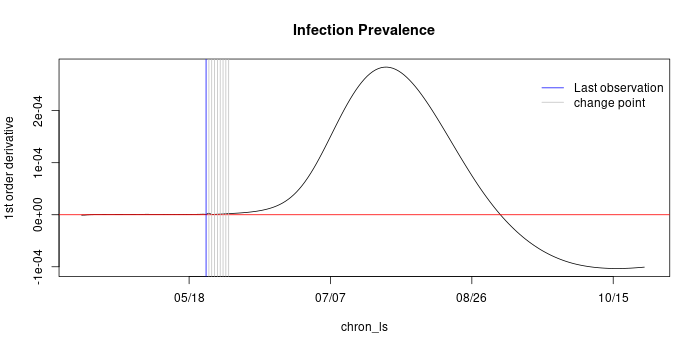 Infection Prevalence
1st order derivative
2e-04
1e-04
0e+00
-1e-04
Last observation
change point
05/18
07/07
08/26
10/15
chron_ls